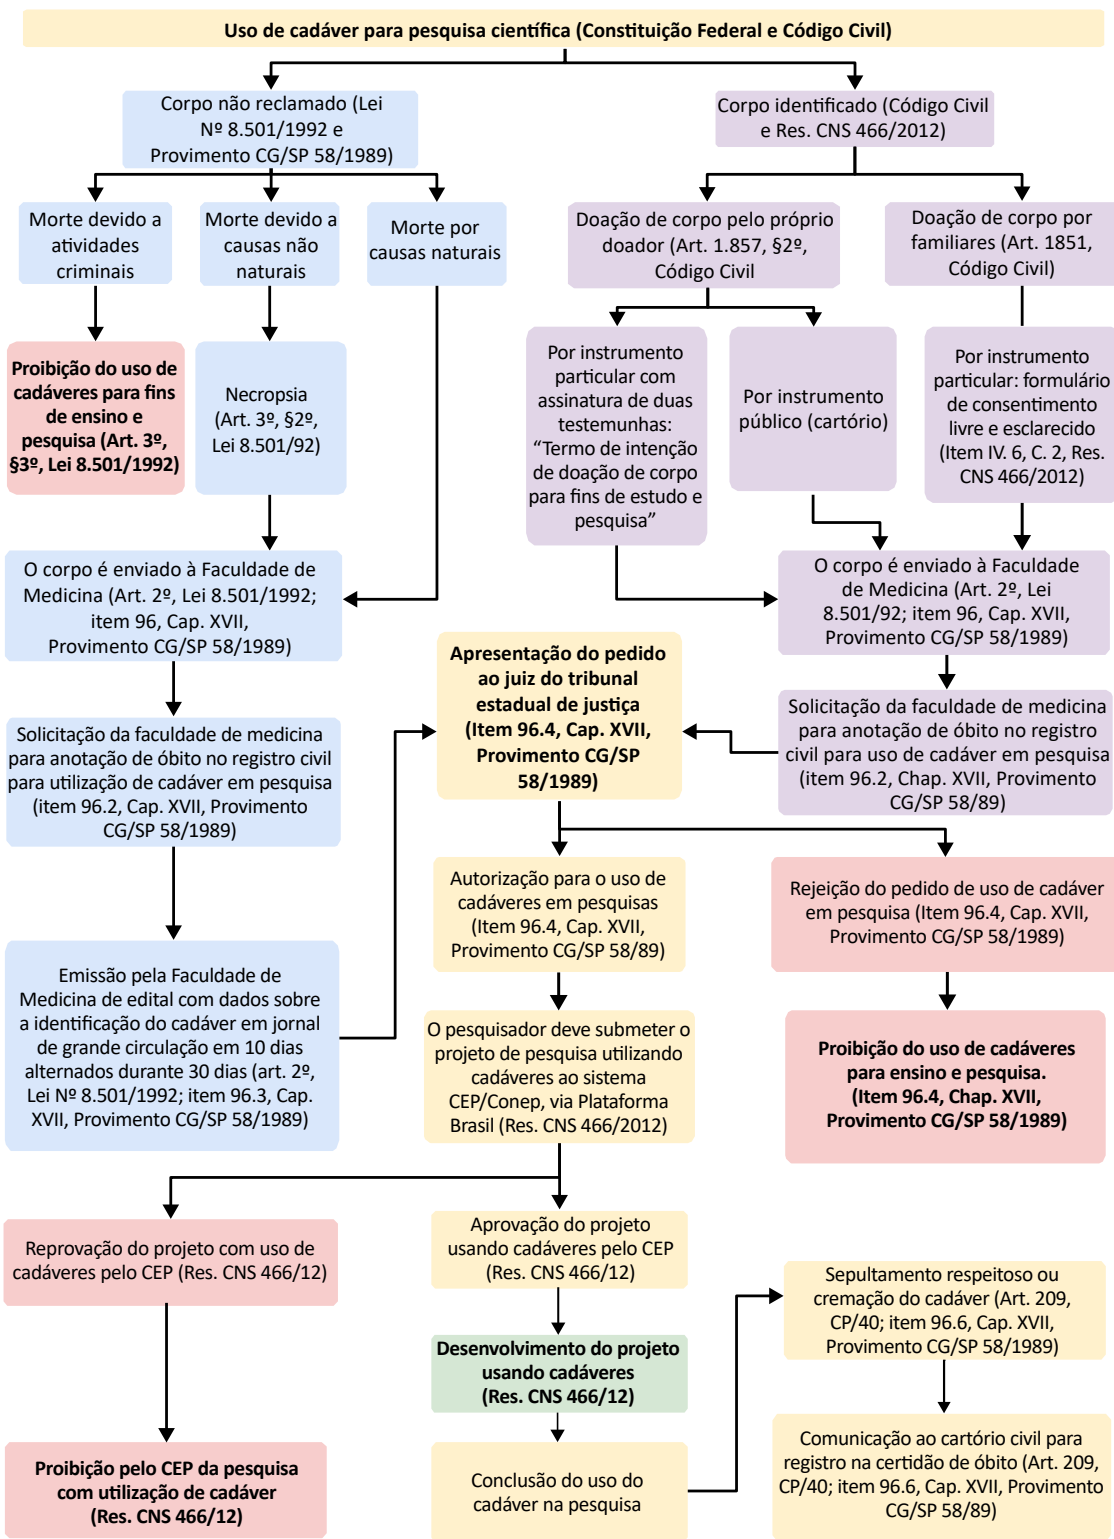 Uso de cadáver para pesquisa científica (Constituição Federal e Código Civil)
Corpo não reclamado (Lei
Nº 8.501/1992 e
Provimento CG/SP 58/1989)
Corpo identificado (Código Civil
e Res. CNS 466/2012)
Morte devido a
atividades
criminais
Morte devido a
causas não
naturais
Morte por
causas naturais
Doação de corpo pelo próprio
doador (Art. 1.857, §2º,
Código Civil
Doação de corpo por
familiares (Art. 1851,
Código Civil)
Proibição do uso de
cadáveres para fins
de ensino e
pesquisa (Art. 3º,
§3º, Lei 8.501/1992)
Necropsia
(Art. 3º, §2º,
Lei 8.501/92)
Por instrumento
particular com
assinatura de duas
testemunhas:
“Termo de intenção
de doação de corpo
para fins de estudo e
pesquisa”
Por instrumento
público (cartório)
Por instrumento
particular: formulário
de consentimento
livre e esclarecido
(Item IV. 6, C. 2, Res.
CNS 466/2012)
O corpo é enviado à Faculdade de
Medicina (Art. 2º, Lei 8.501/1992;
item 96, Cap. XVII,
Provimento CG/SP 58/1989)
O corpo é enviado à Faculdade
de Medicina (Art. 2º, Lei
8.501/92; item 96, Cap. XVII,
Provimento CG/SP 58/1989)
Apresentação do pedido
ao juiz do tribunal
estadual de justiça
(Item 96.4, Cap. XVII,
Provimento CG/SP
58/1989)
Solicitação da faculdade de medicina
para anotação de óbito no registro civil
para utilização de cadáver em pesquisa
(item 96.2, Cap. XVII, Provimento
CG/SP 58/1989)
Solicitação da faculdade de medicina
para anotação de óbito no registro
civil para uso de cadáver em pesquisa
(item 96.2, Chap. XVII, Provimento
CG/SP 58/89)
Autorização para o uso de
cadáveres em pesquisas
(Item 96.4, Cap. XVII,
Provimento CG/SP 58/89)
Rejeição do pedido de uso de cadáver
em pesquisa (Item 96.4, Cap. XVII,
Provimento CG/SP 58/1989)
Emissão pela Faculdade de
Medicina de edital com dados sobre
a identificação do cadáver em jornal
de grande circulação em 10 dias
alternados durante 30 dias (art. 2º,
Lei Nº 8.501/1992; item 96.3, Cap.
XVII, Provimento CG/SP 58/1989)
O pesquisador deve submeter o
projeto de pesquisa utilizando
cadáveres ao sistema
CEP/Conep, via Plataforma
Brasil (Res. CNS 466/2012)
Proibição do uso de cadáveres
para ensino e pesquisa.
(Item 96.4, Chap. XVII,
Provimento CG/SP 58/1989)
Reprovação do projeto com uso de
cadáveres pelo CEP (Res. CNS 466/12)
Aprovação do projeto
usando cadáveres pelo CEP
(Res. CNS 466/12)
Sepultamento respeitoso ou
cremação do cadáver (Art. 209,
CP/40; item 96.6, Cap. XVII,
Provimento CG/SP 58/1989)
Desenvolvimento do projeto
usando cadáveres
(Res. CNS 466/12)
Proibição pelo CEP da pesquisa
com utilização de cadáver
(Res. CNS 466/12)
Conclusão do uso do
cadáver na pesquisa
Comunicação ao cartório civil para
registro na certidão de óbito (Art. 209,
CP/40; item 96.6, Cap. XVII, Provimento
CG/SP 58/89)